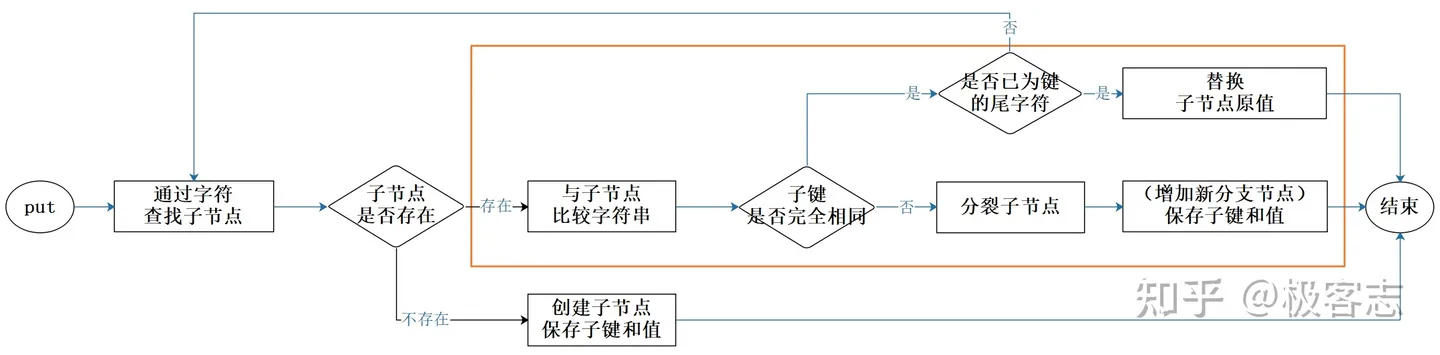 否
是否已为键
的尾字符
是
是
替换
子节点原值
put
通过字符
查找子节点
子节点
是否存在
存在
与子节点
比较字符串
子键
是否完全相同
否
分裂子节点
（增加新分支节点）
保存子键和值
结束
不存在
创建子节点
保存子键和值
知乎 @极客志